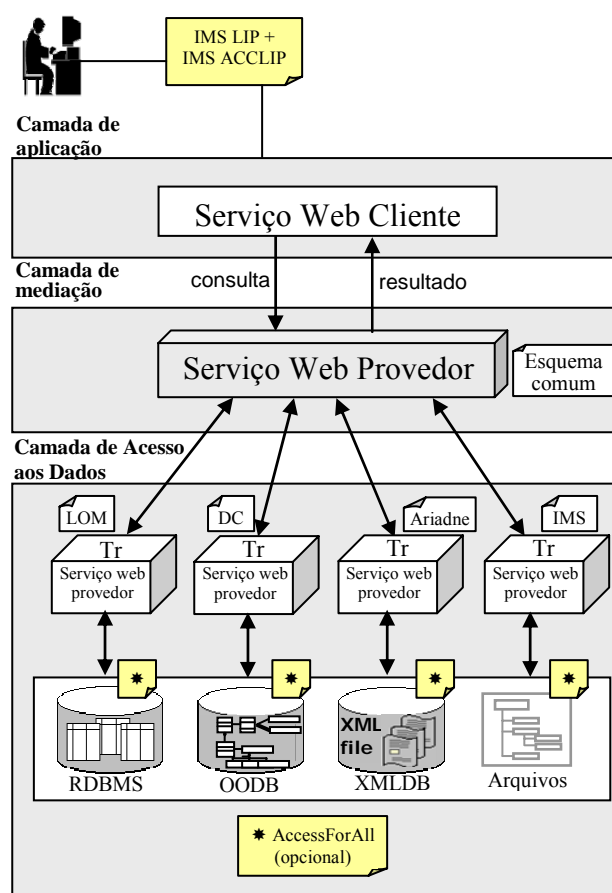 IMS LIP +
IMS ACCLIP
Camada de
aplicação
Serviço Web Cliente
Camada de
mediação
consulta
resultado
Serviço Web Provedor
Esquema
comum
Camada de Acesso
aos Dados
LOM
DC
Ariadne
IMS
Tr
Tr
Tr
Tr
Serviço web
provedor
Serviço web
provedor
Serviço web
provedor
Serviço web
provedor
*
*
*
*
XML
file
RDBMS
OODB
XMLDB
Arquivos
* AccessForAll
(opcional)